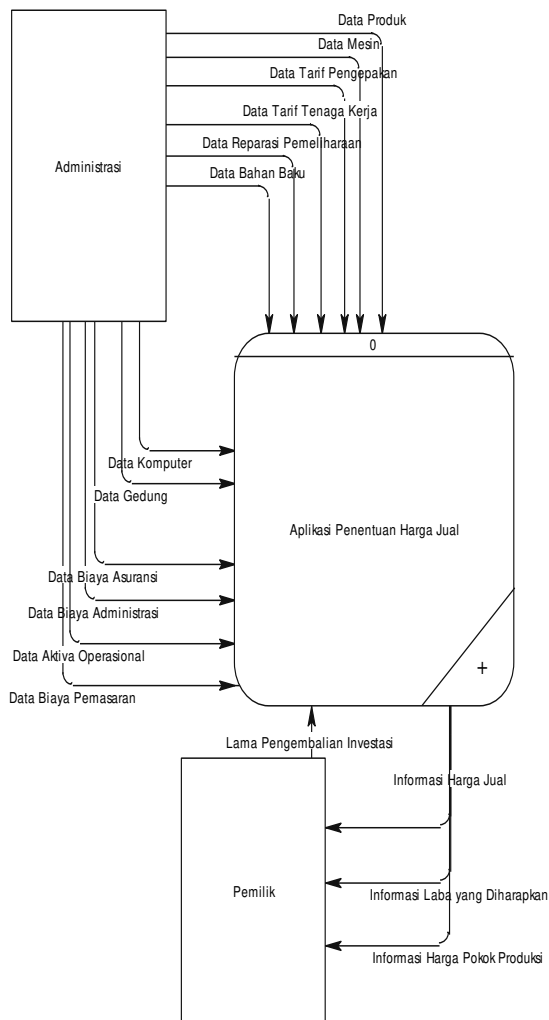 Data Produk
Data Mesin
Data Tarif Pengepakan
Data Tarif Tenaga Kerja
Data Reparasi Pemeliharaan
Data Bahan Baku
Administrasi
0
Data Komputer
Data Gedung
Aplikasi Penentuan Harga Jual
Data Biaya Asuransi
Data Biaya Administrasi
Data Aktiva Operasional
Data Biaya Pemasaran
+
Lama Pengembalian Investasi
Informasi Harga Jual
Pemilik
Informasi Laba yang Diharapkan
Informasi Harga Pokok Produksi